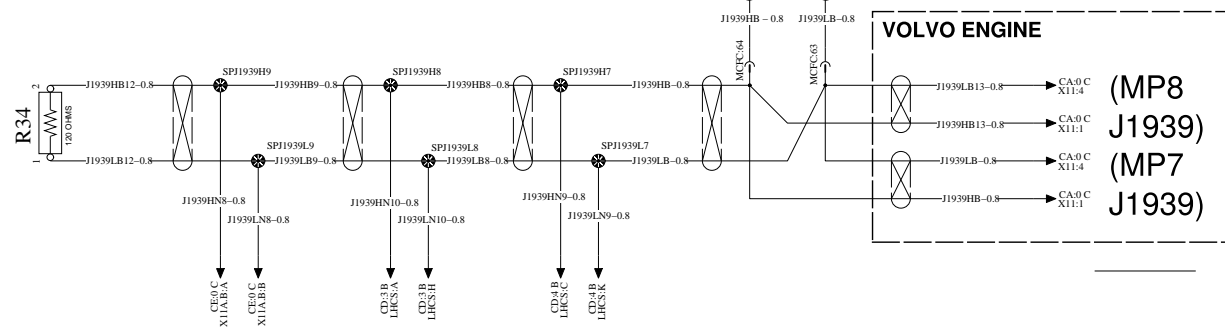 J1939HB – 0.8
J1939LB–0.8
VOLVO ENGINE
MCFC:64
MCFC:63
SPJ1939H9
SPJ1939H8
SPJ1939H7
2
J1939HB12–0.8
J1939HB9–0.8
J1939HB8–0.8
J1939HB–0.8
J1939LB13–0.8
CA:0 C
X11:4
(MP8
R34
120 OHMS
J1939HB13–0.8
CA:0 C
X11:1
J1939)
SPJ1939L9
SPJ1939L8
SPJ1939L7
1
J1939LB12–0.8
J1939LB9–0.8
J1939LB8–0.8
J1939LB–0.8
J1939LB–0.8
CA:0 C
X11:4
(MP7
J1939HN8–0.8
J1939HN10–0.8
J1939HN9–0.8
J1939HB–0.8
CA:0 C
X11:1
J1939)
J1939LN8–0.8
J1939LN10–0.8
J1939LN9–0.8
CE:0 C
X11A.B:A
CE:0 C
X11A.B:B
CD:3 B
LHCS:A
CD:3 B
LHCS:H
CD:4 B
LHCS:C
CD:4 B
LHCS:K